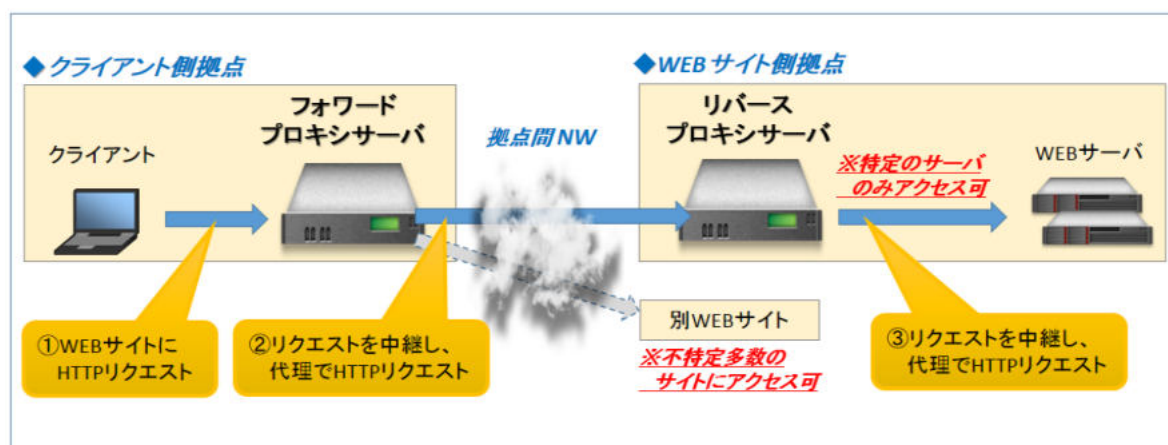 ◆クライアント側拠点
フォワード
プロキシサーバ
クライアント
①WEBサイトに
HTTPリクエスト
②リクエストを中継し、
代理でHTTPリクエスト
拠点間NW
◆WEBサイト側拠点
リバース
プロキシサーバ
※特定のサーバ
のみアクセス可
WEBサーバ
別WEBサイト
※不特定多数の
サイトにアクセス可
③リクエストを中継し、
代理でHTTPリクエスト